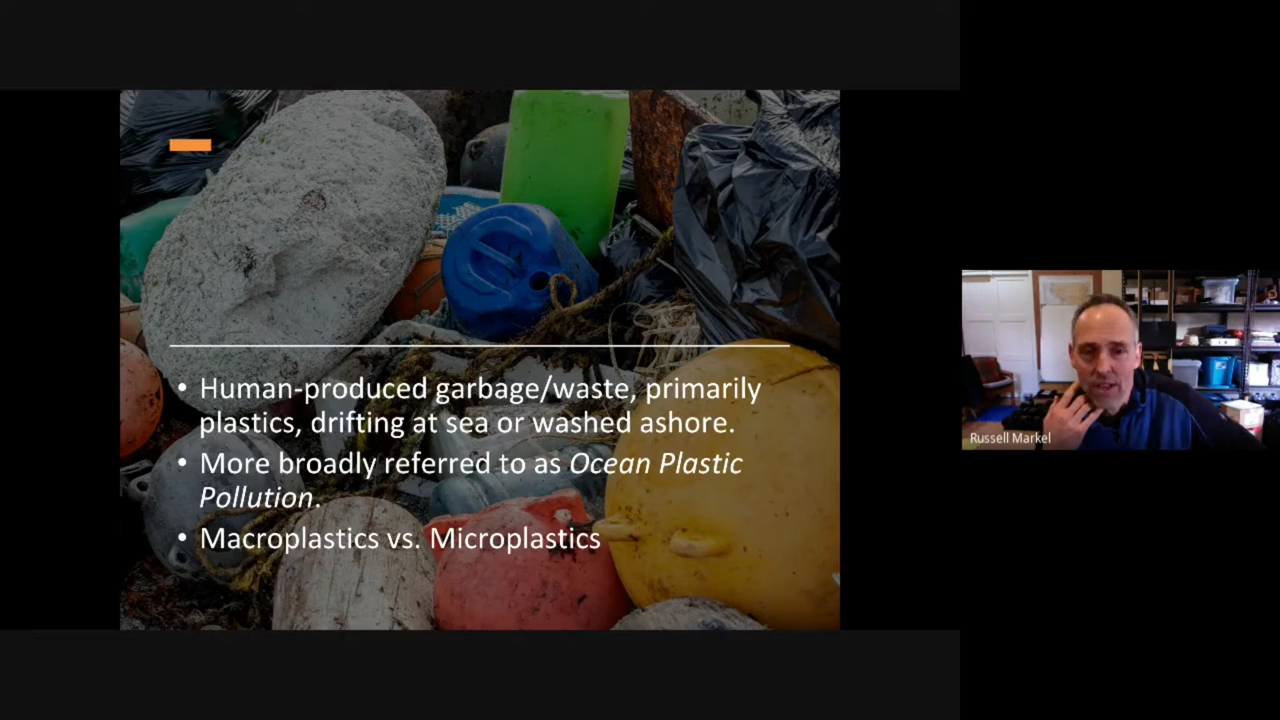 • Human-produced garbage/waste, primarily
plastics, drifting at sea or washed ashore.
• More broadly referred to as Ocean Plastic
Pollution.
• Macroplastics vs. Microplastics
Russell Markel